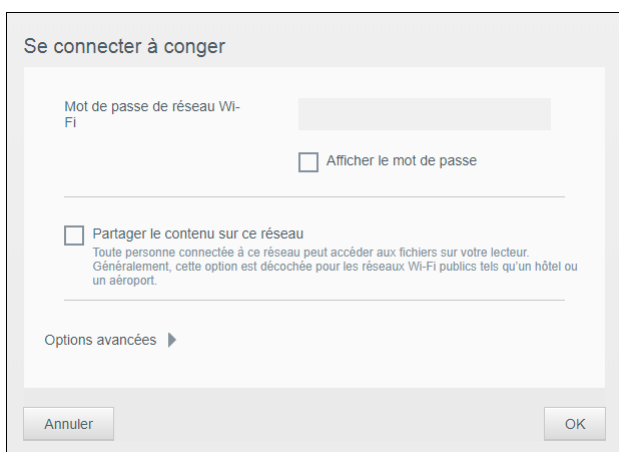 Se connecter à conger
Mot de passe de réseau Wi-
Fi
Afficher le mot de passe
Partager le contenu sur ce réseau
Toute personne connectée à ce réseau peut accéder aux fichiers sur votre lecteur.
Généralement, cette option est décochée pour les réseaux Wi-Fi publics tels qu'un hôtel ou
un aéroport.
Options avancées
Annuler
OK